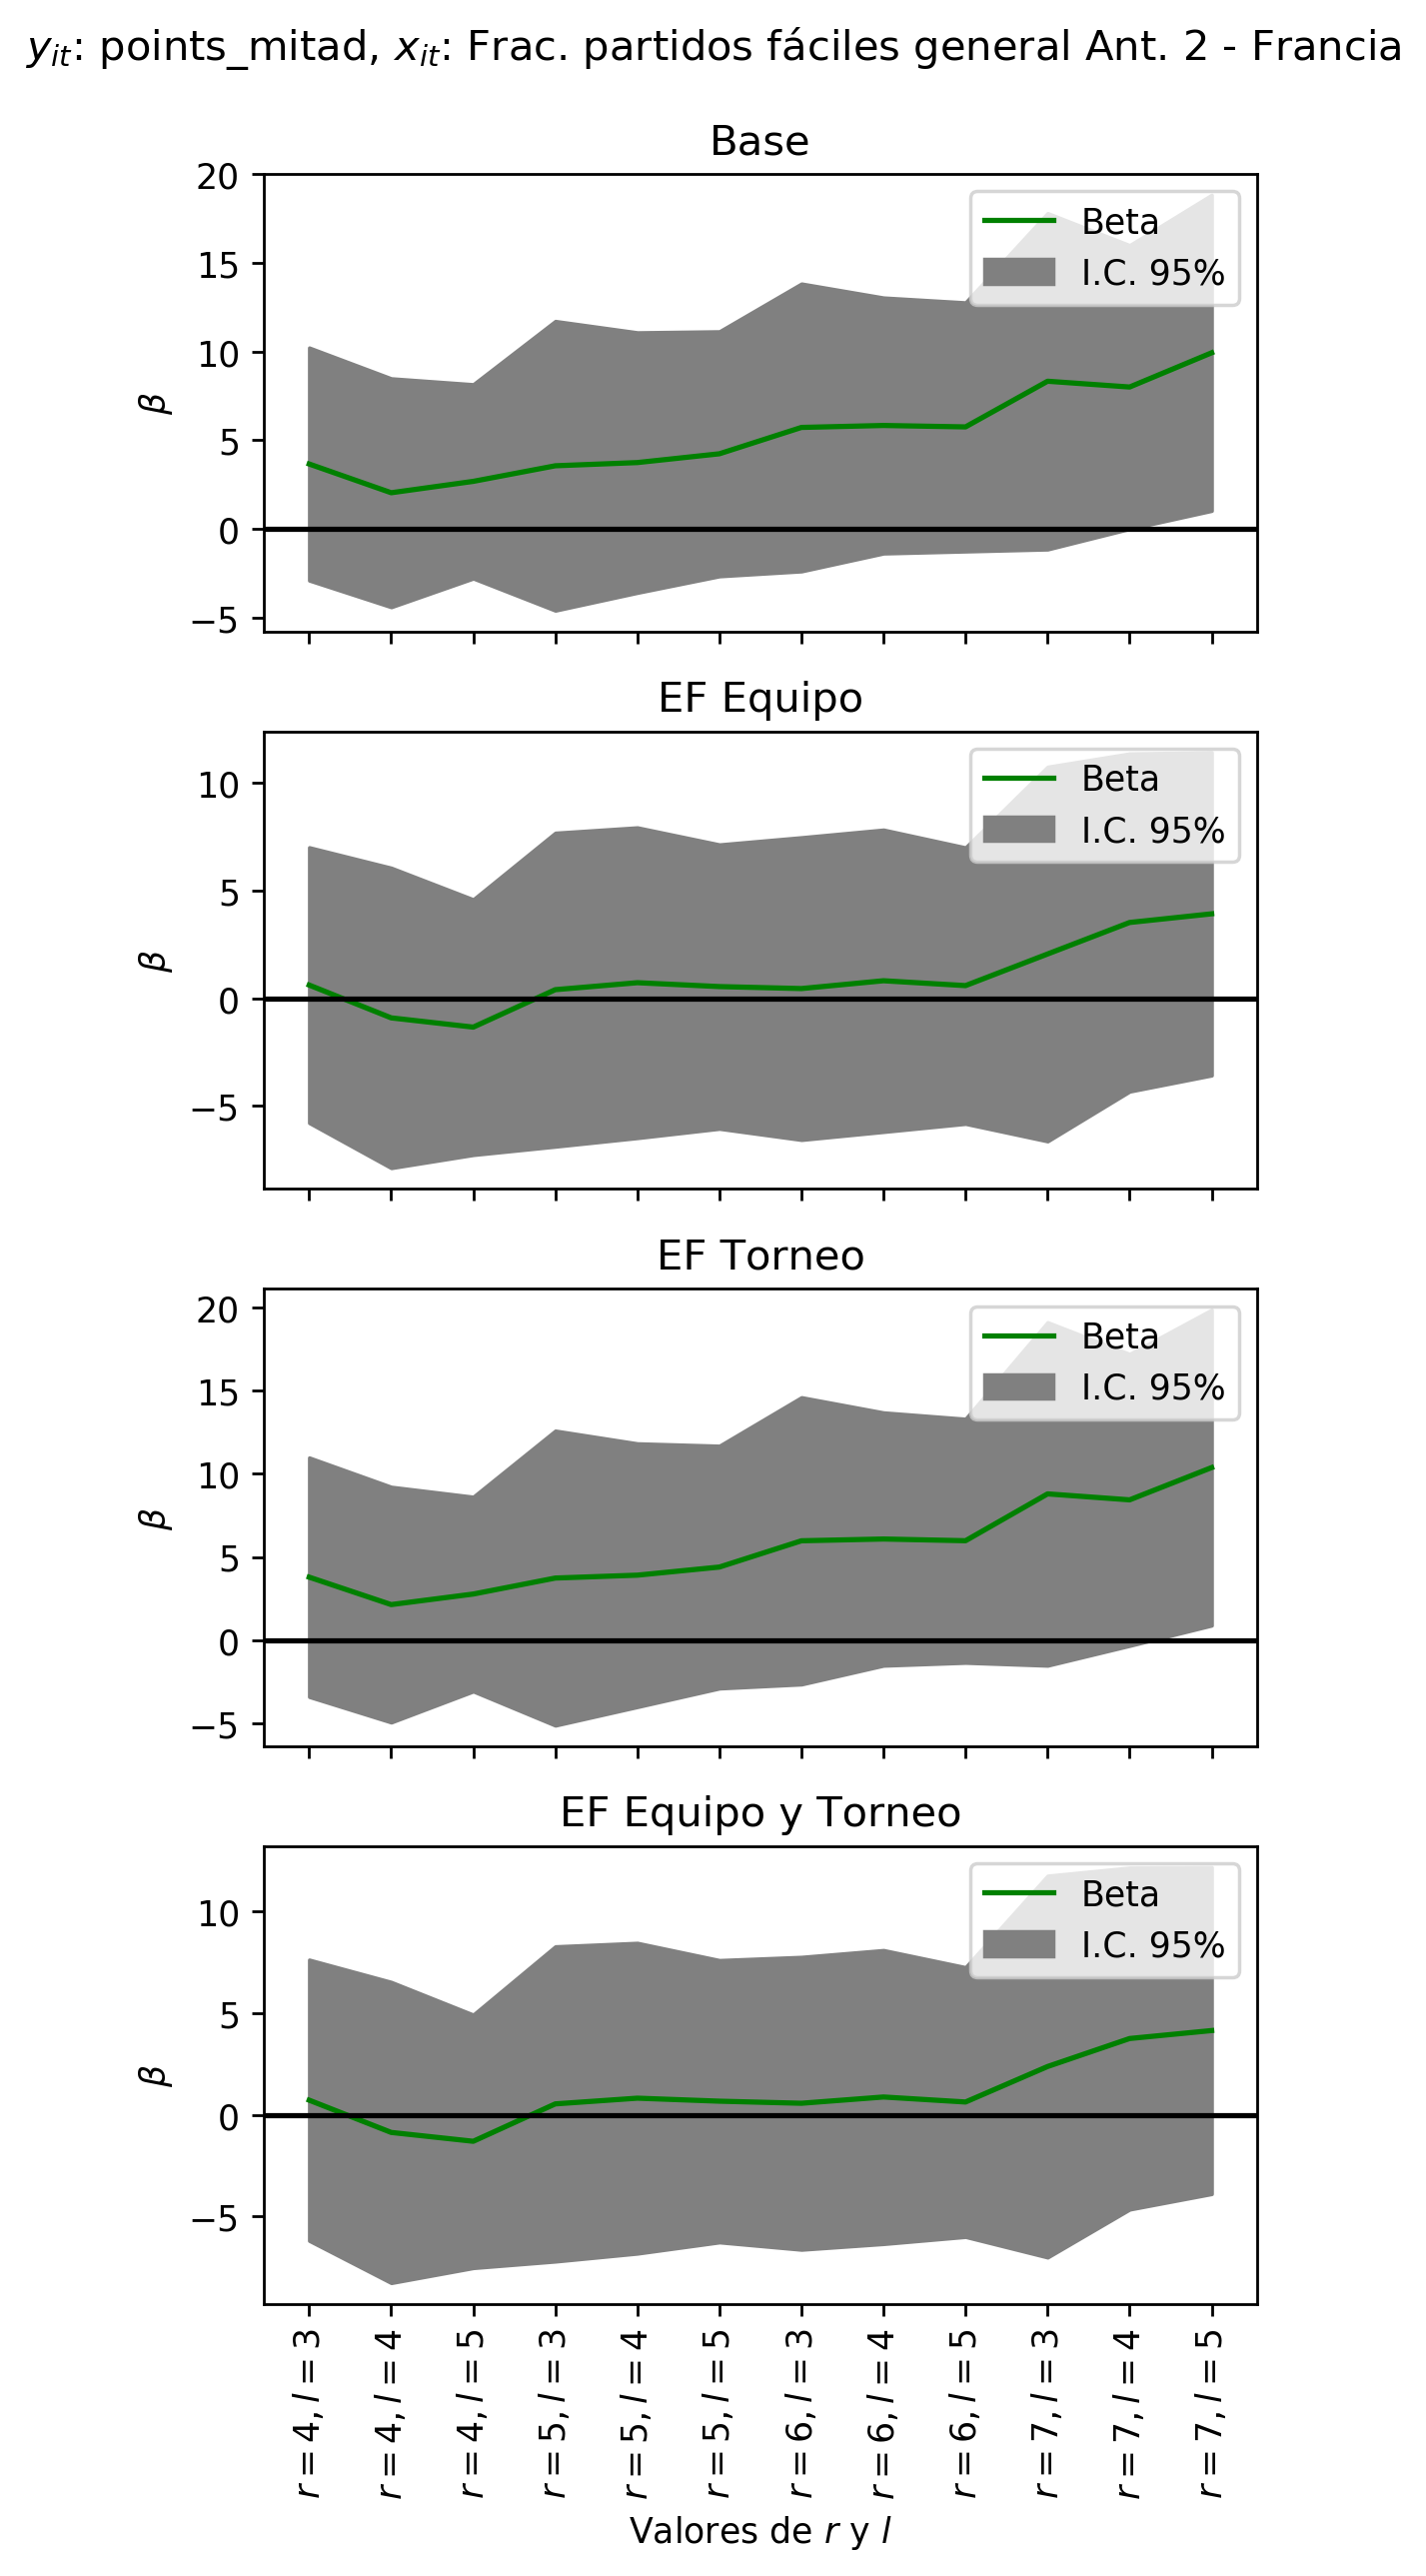 y_it: points_mitad, x_it: Frac. partidos fáciles general Ant. 2 - Francia
Base
20
15
10
5
0
−5
β
Beta
I.C. 95%
EF Equipo
10
5
0
−5
β
Beta
I.C. 95%
EF Torneo
20
15
10
5
0
−5
β
Beta
I.C. 95%
EF Equipo y Torneo
10
5
0
−5
β
Beta
I.C. 95%
r = 4, l = 3
r = 4, l = 4
r = 4, l = 5
r = 5, l = 3
r = 5, l = 4
r = 5, l = 5
r = 6, l = 3
r = 6, l = 4
r = 6, l = 5
r = 7, l = 3
r = 7, l = 4
r = 7, l = 5
Valores de r y l